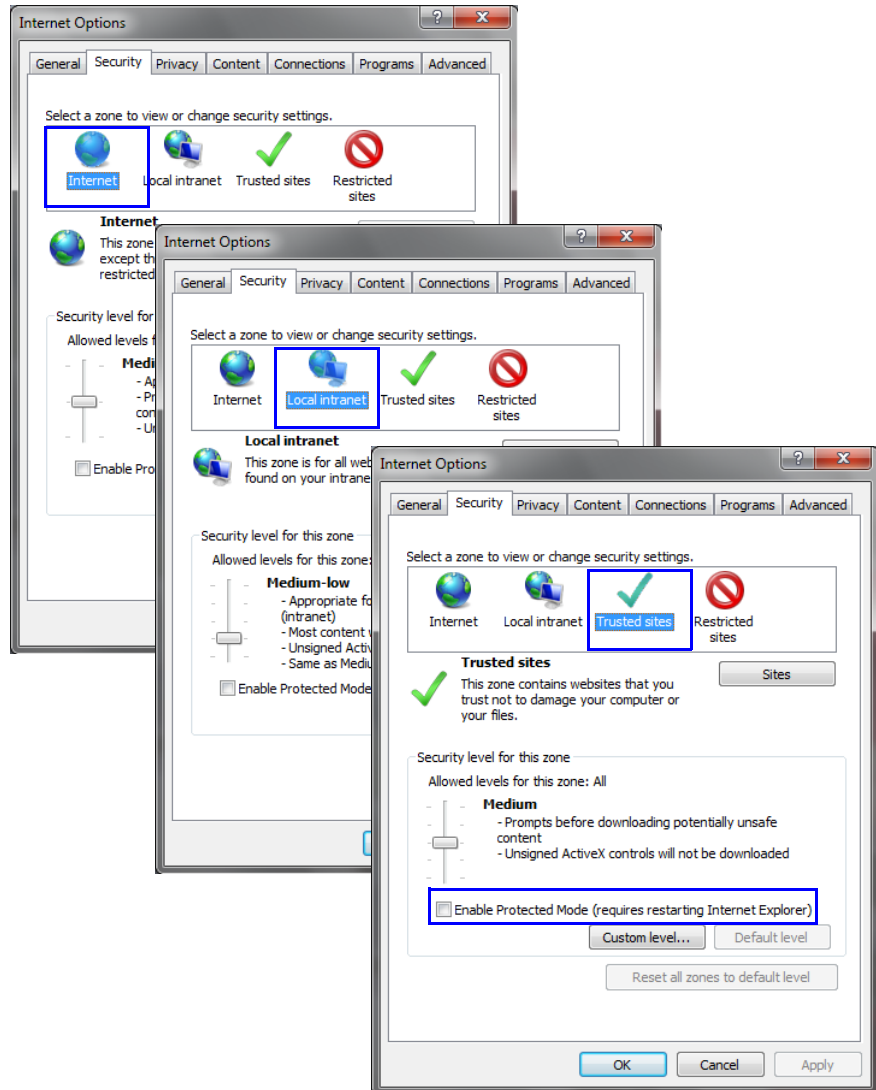 Internet Options
?
General Security Privacy Content Connections Programs Advanced
Select a zone to view or change security settings.
Internet Local intranet Trusted sites Restricted
sites
Internet
This zone
except th
restricted
Security level for
Allowed levels f
Medi
- Ap
- Pr
con
- Un
Enable Pro
Internet Options
?
General Security Privacy Content Connections Programs Advanced
Select a zone to view or change security settings.
Internet Local intranet Trusted sites Restricted
sites
Local intranet
This zone is for all web
found on your intrane
Security level for this zone
Allowed levels for this zone:
Medium-low
- Appropriate fo
(intranet)
- Most content w
- Unsigned Activ
- Same as Mediu
Enable Protected Mode
Internet Options
?
General Security Privacy Content Connections Programs Advanced
Select a zone to view or change security settings.
Internet Local intranet Trusted sites Restricted
sites
Trusted sites
Sites
This zone contains websites that you
trust not to damage your computer or
your files.
Security level for this zone
Allowed levels for this zone: All
Medium
- Prompts before downloading potentially unsafe
content
- Unsigned ActiveX controls will not be downloaded
Enable Protected Mode (requires restarting Internet Explorer)
Custom level... Default level
Reset all zones to default level
OK Cancel Apply